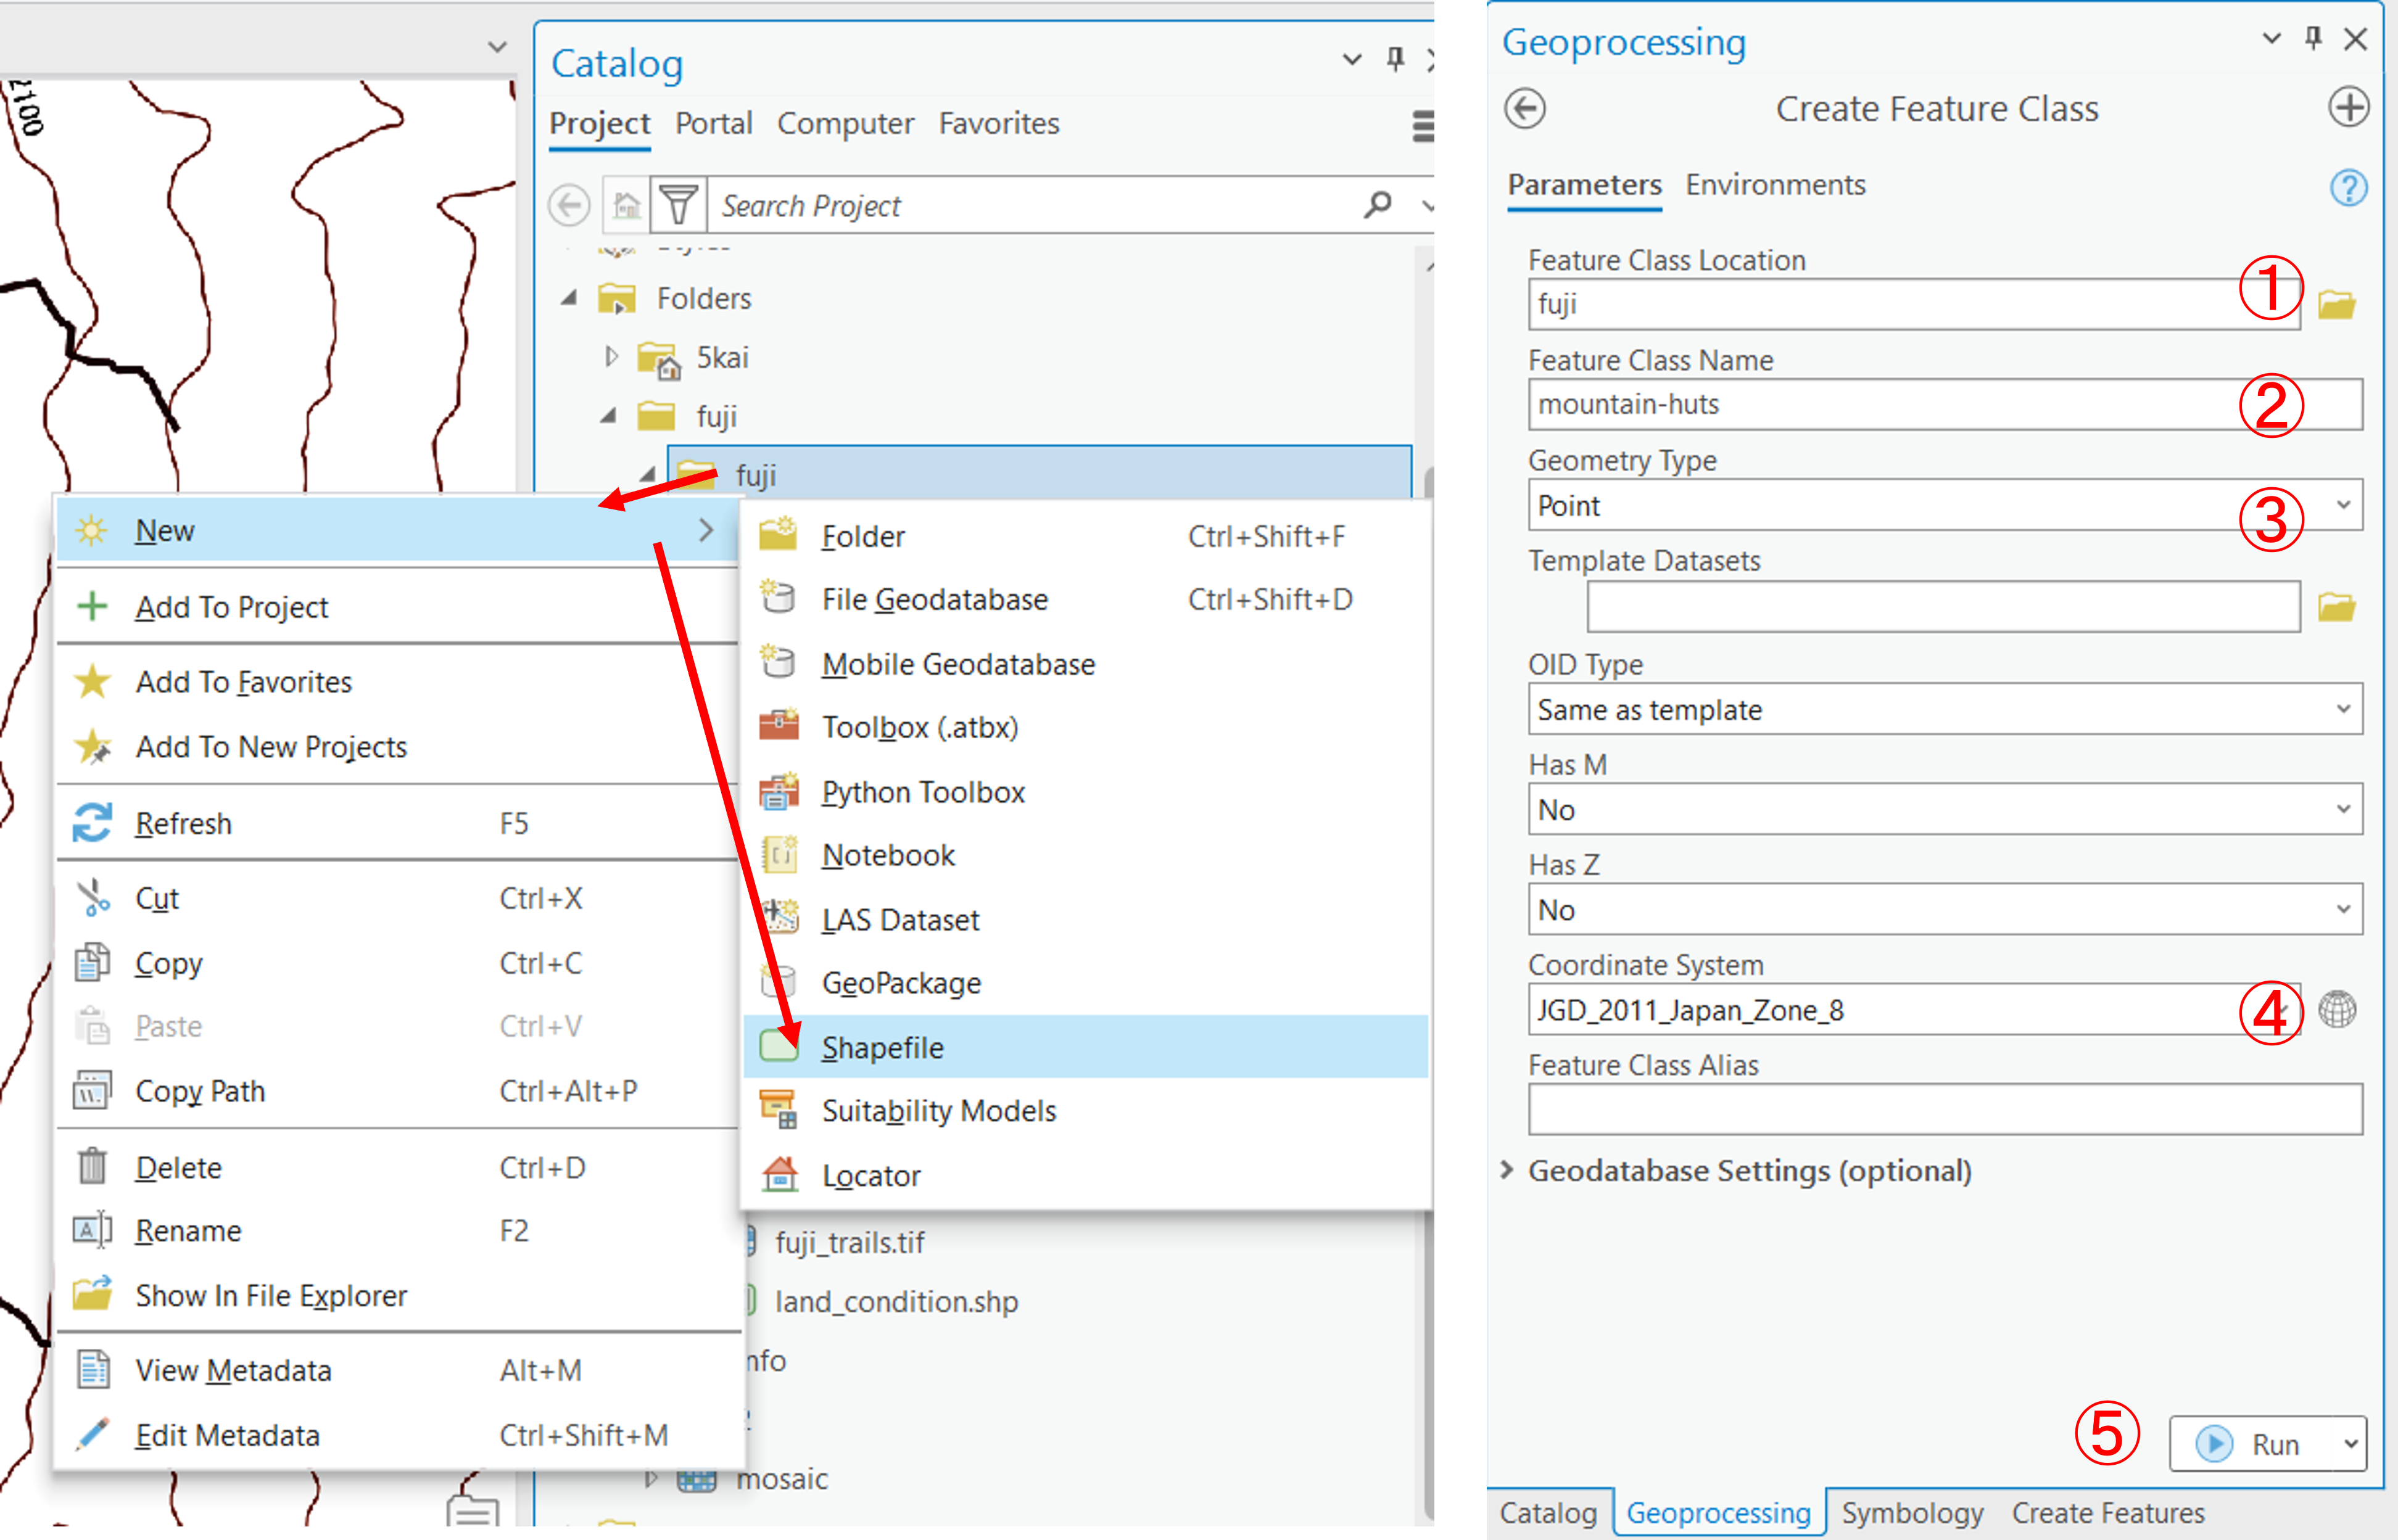 2100
Catalog
Project Portal Computer Favorites
Search Project
Styles
Folders
5kai
fuji
fuji
New
Add To Project
Add To Favorites
Add To New Projects
Refresh F5
Cut Ctrl+X
Copy Ctrl+C
Paste Ctrl+V
Copy Path Ctrl+Alt+P
Delete Ctrl+D
Rename F2
Show In File Explorer
View Metadata Alt+M
Edit Metadata Ctrl+Shift+M
Folder Ctrl+Shift+F
File Geodatabase Ctrl+Shift+D
Mobile Geodatabase
Toolbox (.atbx)
Python Toolbox
Notebook
LAS Dataset
GeoPackage
Shapefile
Suitability Models
Locator
fuji_trails.tif
land_condition.shp
nfo
mosaic
Geoprocessing
Create Feature Class
Parameters Environments
Feature Class Location
fuji ①
Feature Class Name
mountain-huts ②
Geometry Type
Point ③
Template Datasets
OID Type
Same as template
Has M
No
Has Z
No
Coordinate System
JGD_2011_Japan_Zone_8 ④
Feature Class Alias
Geodatabase Settings (optional)
⑤ Run
Catalog Geoprocessing Symbology Create Features